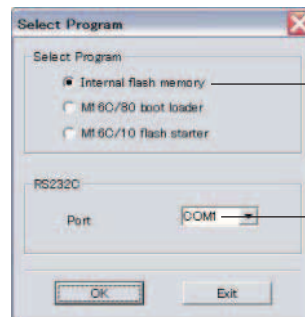 Select Program
Select Program
Internal flash memory
M16C/80 boot loader
M16C/10 flash starter
RS232C
Port
COM1
OK
Exit